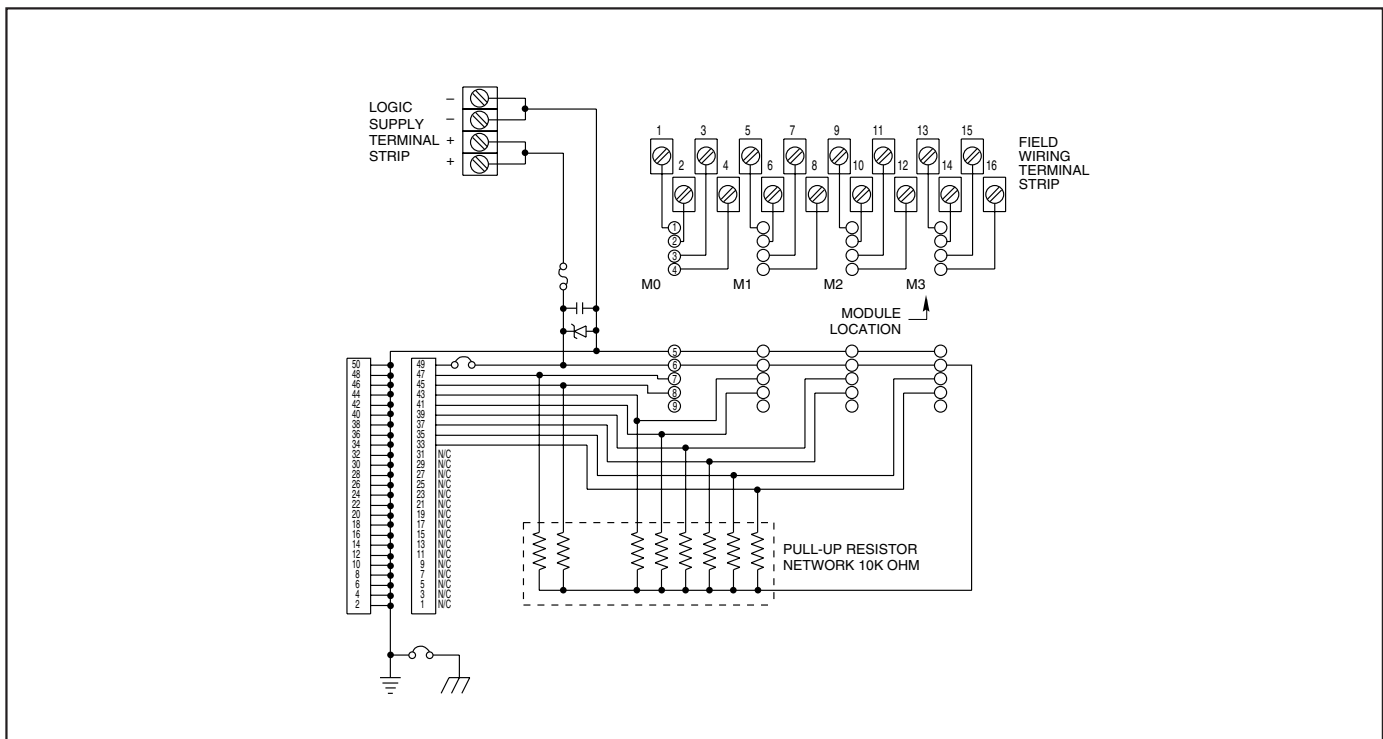 LOGIC
SUPPLY
TERMINAL
STRIP
–
–
+
+
1 3 5 7 9 11 13 15
2 4 6 8 10 12 14 16
FIELD
WIRING
TERMINAL
STRIP
1
2
3
4
M0 M1 M2 M3
MODULE
LOCATION
5
6
7
8
9
50 49
48 47
46 45
44 43
42 41
40 39
38 37
36 35
34 33
32 31 N/C
30 29 N/C
28 27 N/C
26 25 N/C
24 23 N/C
22 21 N/C
20 19 N/C
18 17 N/C
16 15 N/C
14 13 N/C
12 11 N/C
10 9 N/C
8 7 N/C
6 5 N/C
4 3 N/C
2 1 N/C
PULL-UP RESISTOR
NETWORK 10K OHM